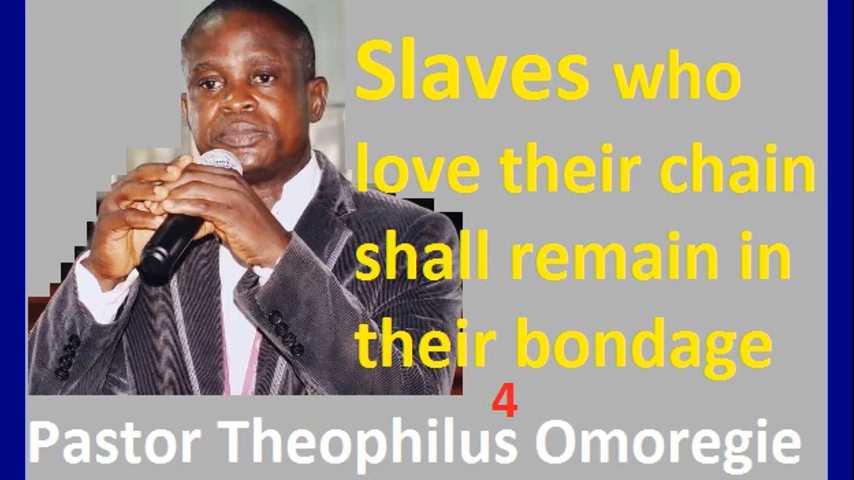 Slaves who
love their chain
shall remain in
their bondage
4
Pastor Theophilus Omoregie